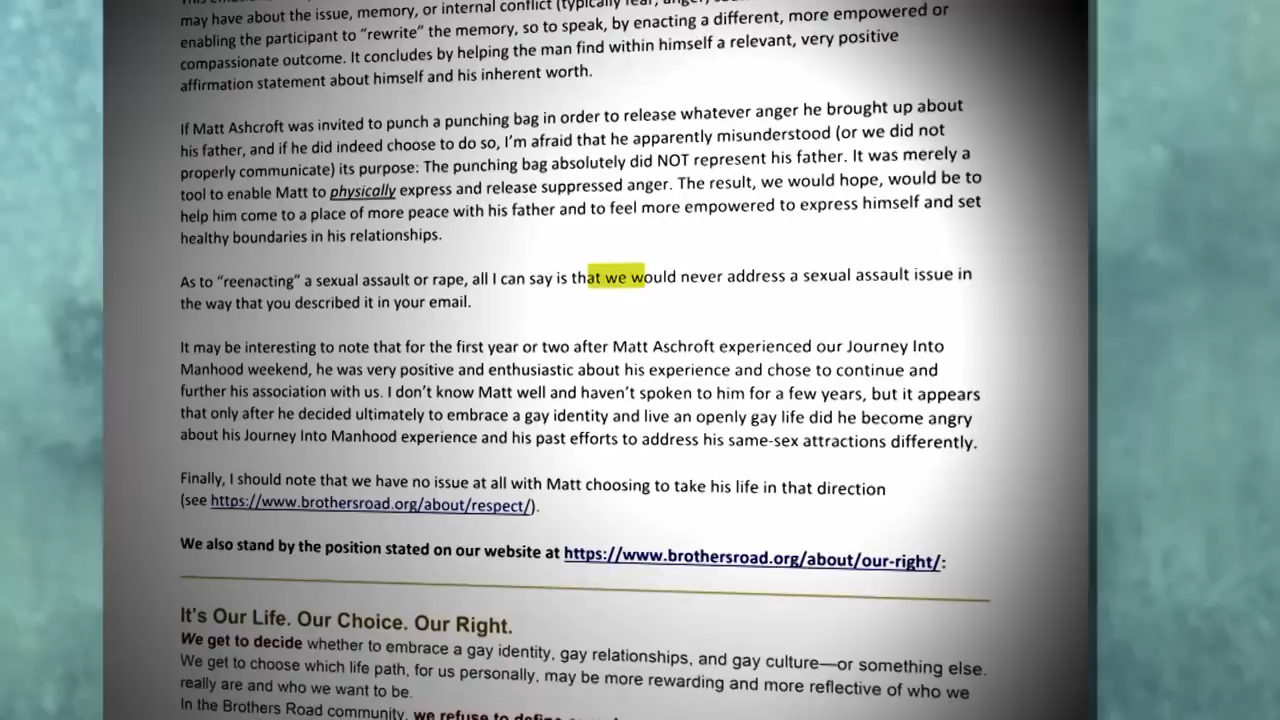 may have about the issue, memory, or internal conflict (typically fear, anger,
enabling the participant to “rewrite” the memory, so to speak, by enacting a different, more empowered or
compassionate outcome. It concludes by helping the man find within himself a relevant, very positive
affirmation statement about himself and his inherent worth.
If Matt Ashcroft was invited to punch a punching bag in order to release whatever anger he brought up about
his father, and if he did indeed choose to do so, I’m afraid that he apparently misunderstood (or we did not
properly communicate) its purpose: The punching bag absolutely did NOT represent his father. It was merely a
tool to enable Matt to physically express and release suppressed anger. The result, we would hope, would be to
help him come to a place of more peace with his father and to feel more empowered to express himself and set
healthy boundaries in his relationships.
As to “reenacting” a sexual assault or rape, all I can say is that we would never address a sexual assault issue in
the way that you described it in your email.
It may be interesting to note that for the first year or two after Matt Aschroft experienced our Journey Into
Manhood weekend, he was very positive and enthusiastic about his experience and chose to continue and
further his association with us. I don’t know Matt well and haven’t spoken to him for a few years, but it appears
that only after he decided ultimately to embrace a gay identity and live an openly gay life did he become angry
about his Journey Into Manhood experience and his past efforts to address his same-sex attractions differently.
Finally, I should note that we have no issue at all with Matt choosing to take his life in that direction
(see https://www.brothersroad.org/about/respect/).
We also stand by the position stated on our website at https://www.brothersroad.org/about/our-right/:
It's Our Life. Our Choice. Our Right.
We get to decide whether to embrace a gay identity, gay relationships, and gay culture—or something else.
We get to choose which life path, for us personally, may be more rewarding and more reflective of who we
really are and who we want to be.
In the Brothers Road community, we refuse to define